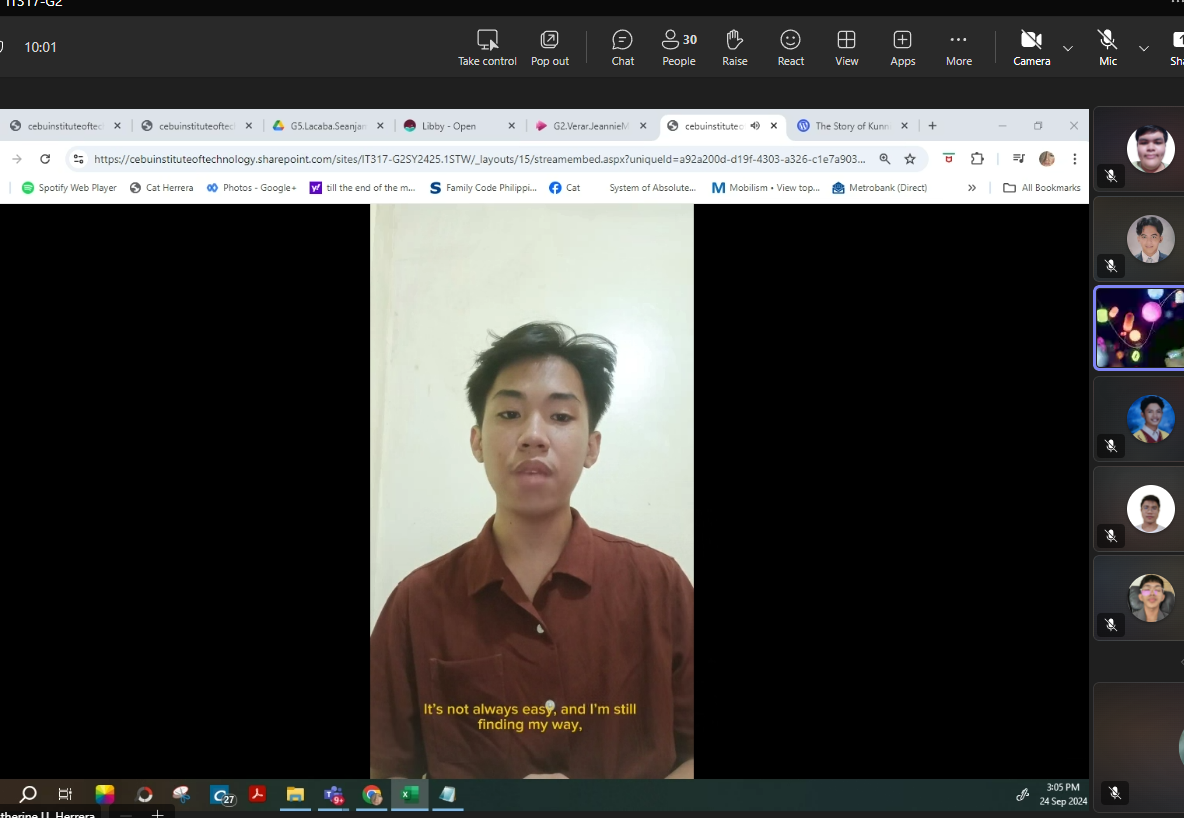 IT317-G2
10:01
Take control
Pop out
Chat
30
People
Raise
React
View
Apps
More
Camera
Mic
cebuinstituteoftec
cebuinstituteoftec
G5.Lacaba.Seanjan
Libby - Open
G2.Verar.JeannieM
cebuinstituteo
The Story of Kunn
https://cebuinstituteoftechnology.sharepoint.com/sites/IT317-G2SY2425.1STW/_layouts/15/streamembed.aspx?uniqueId=a92a200d-d19f-4303-a326-c1e7a903...
Spotify Web Player
Cat Herrera
Photos - Google+
till the end of the m...
Family Code Philippi...
Cat
System of Absolute...
Mobilism • View top...
Metrobank (Direct)
»
All Bookmarks
It's not always easy, and I'm still
finding my way,
27
9+
3:05 PM
24 Sep 2024
therine U. Herrera